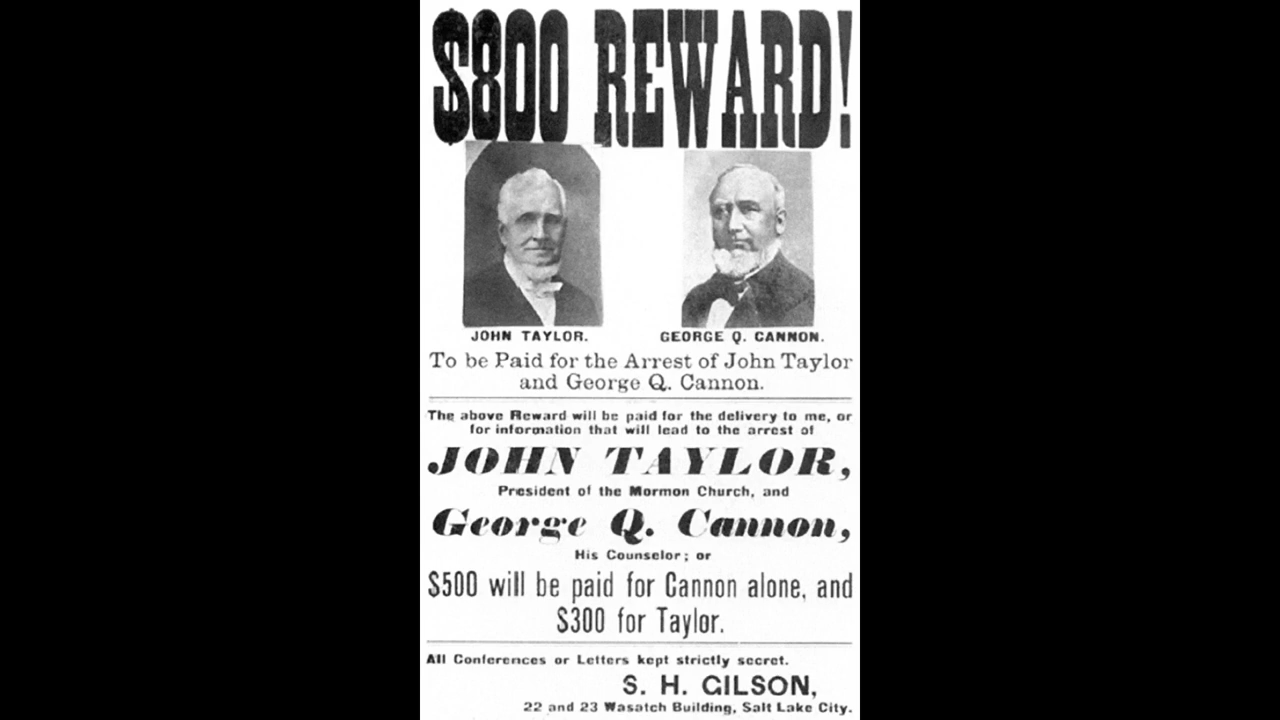 $800 REWARD!
JOHN TAYLOR.
GEORGE Q. CANNON.
To be Paid for the Arrest of John Taylor
and George Q. Cannon.
The above Reward will be paid for the delivery to me, or
for information that will lead to the arrest of
JOHN TAYLOR,
President of the Mormon Church, and
George Q. Cannon,
His Counselor; or
$500 will be paid for Cannon alone, and
$300 for Taylor.
All Conferences or Letters kept strictly secret.
S. H. GILSON,
22 and 23 Wasatch Building, Salt Lake City.